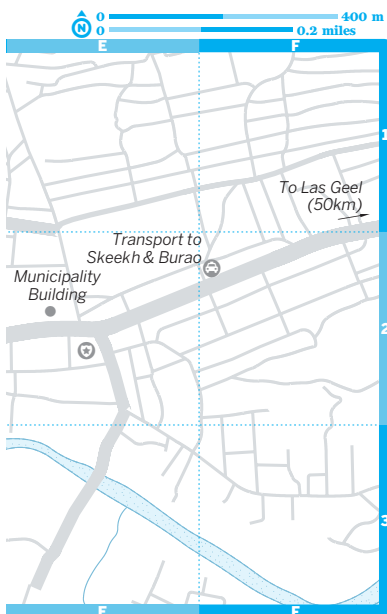 0 400 m
N 0 0.2 miles
E F
1
To Las Geel
(50km)
Transport to
Skeekh & Burao
Municipality
Building
2
3
E F